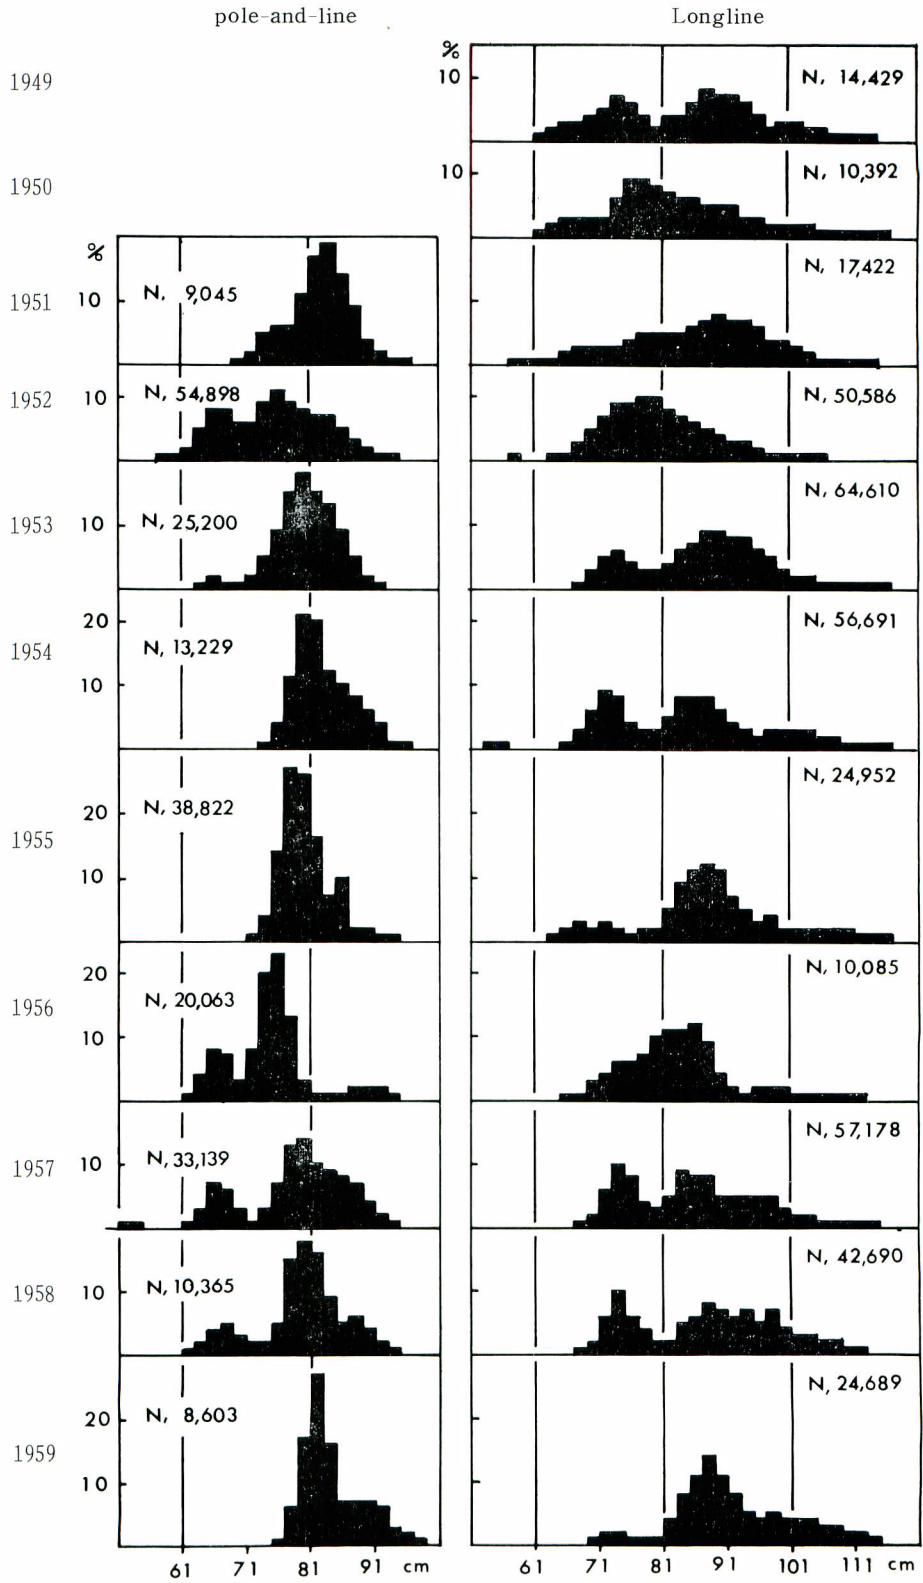 pole-and-line Longline
%
1949 10 N, 14,429
1950 10 N, 10,392
%
1951 10 N, 9,045 N, 17,422
1952 10 N, 54,898 N, 50,586
1953 10 N, 25,200 N, 64,610
20
1954 N, 13,229 N, 56,691
10
20 N, 38,822 N, 24,952
1955
10
20 N, 20,063 N, 10,085
1956
10
1957 10 N, 33,139 N, 57,178
1958 10 N, 10,365 N, 42,690
20 N, 8,603 N, 24,689
1959
10
61 71 81 91 cm 61 71 81 91 101 111 cm